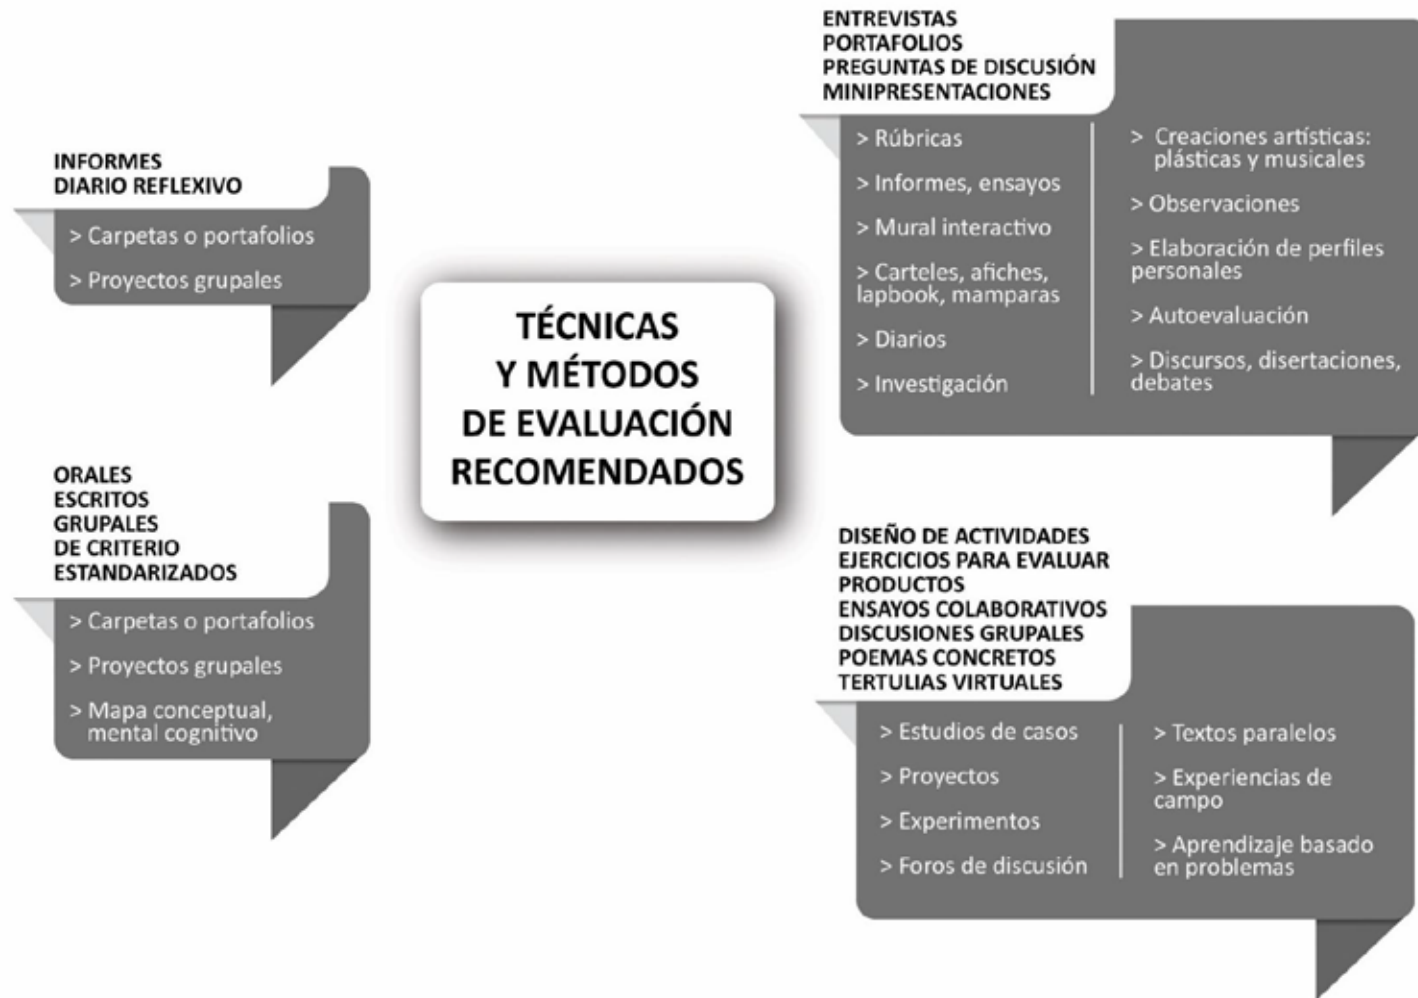 INFORMES
DIARIO REFLEXIVO
> Carpetas o portafolios
> Proyectos grupales
ORALES
ESCRITOS
GRUPALES
DE CRITERIO
ESTANDARIZADOS
> Carpetas o portafolios
> Proyectos grupales
> Mapa conceptual,
mental cognitivo
TÉCNICAS
Y MÉTODOS
DE EVALUACIÓN
RECOMENDADOS
ENTREVISTAS
PORTAFOLIOS
PREGUNTAS DE DISCUSIÓN
MINIPRESENTACIONES
> Rúbricas
> Informes, ensayos
> Mural interactivo
> Carteles, afiches,
lapbook, mamparas
> Diarios
> Investigación
> Creaciones artísticas:
plásticas y musicales
> Observaciones
> Elaboración de perfiles
personales
> Autoevaluación
> Discursos, disertaciones,
debates
DISEÑO DE ACTIVIDADES
EJERCICIOS PARA EVALUAR
PRODUCTOS
ENSAYOS COLABORATIVOS
DISCUSIONES GRUPALES
POEMAS CONCRETOS
TERTULIAS VIRTUALES
> Estudios de casos
> Proyectos
> Experimentos
> Foros de discusión
> Textos paralelos
> Experiencias de
campo
> Aprendizaje basado
en problemas